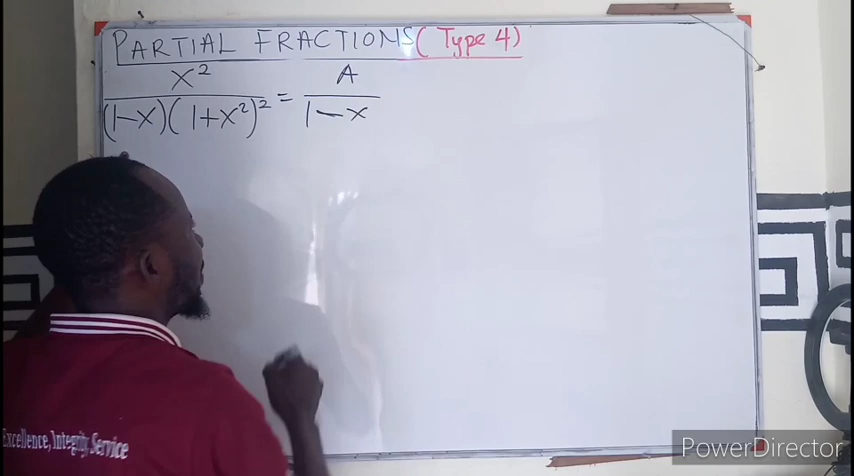 PARTIAL FRACTIONS (Type 4)
x² / (1-x)(1+x²)² = A / 1-x
Excellence, Integrity, Service
PowerDirector